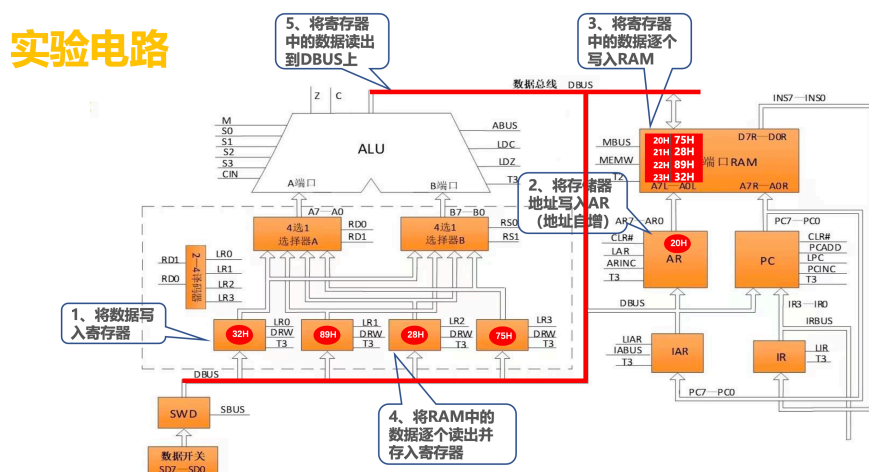 实验电路
5、将寄存器
中的数据读出
到DBUS上
3、将寄存器
中的数据逐个
写入RAM
数据总线 DBUS
INS7—INS0
Z
C
M
S0
S1
S2
S3
CIN
ALU
ABUS
LDC
LDZ
T3
A端口
B端口
MBUS
MEMW
T2
20H 75H
21H 28H
22H 89H
23H 32H
D7R—D0R
端口RAM
A7L—A0L
A7R—A0R
2、将存储器
地址写入AR
(地址自增)
A7—A0
B7—B0
4选1
选择器A
RD0
RD1
4选1
选择器B
RS0
RS1
AR7—AR0
PC7—PC0
CLR#
LAR
ARINC
T3
20H
AR
PC
CLR#
PCADD
LPC
PCINC
T3
RD1
RD0
2—4译码器
LR0
LR1
LR2
LR3
1、将数据写
入寄存器
32H
LR0
DRW
T3
89H
LR1
DRW
T3
28H
LR2
DRW
T3
75H
LR3
DRW
T3
DBUS
IR3—IR0
IRBUS
LIAR
IABUS
T3
IAR
IR
LIR
T3
DBUS
PC7—PC0
SWD
SBUS
4、将RAM中的
数据逐个读出并
存入寄存器
数据开关
SD7—SD0